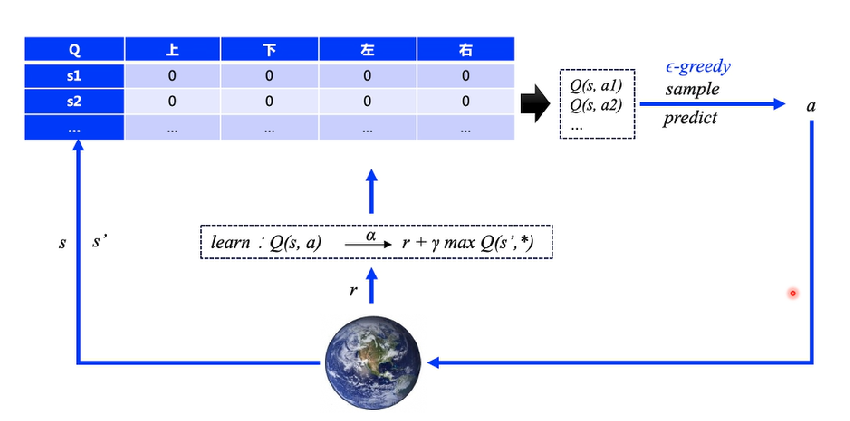 Q 上 下 左 右
s1 0 0 0 0
s2 0 0 0 0
... ... ... ... ...
Q(s, a1)
Q(s, a2)
...
ϵ-greedy
sample
predict
a
s s’
learn：Q(s, a) α r + γ max Q(s’,*)
r